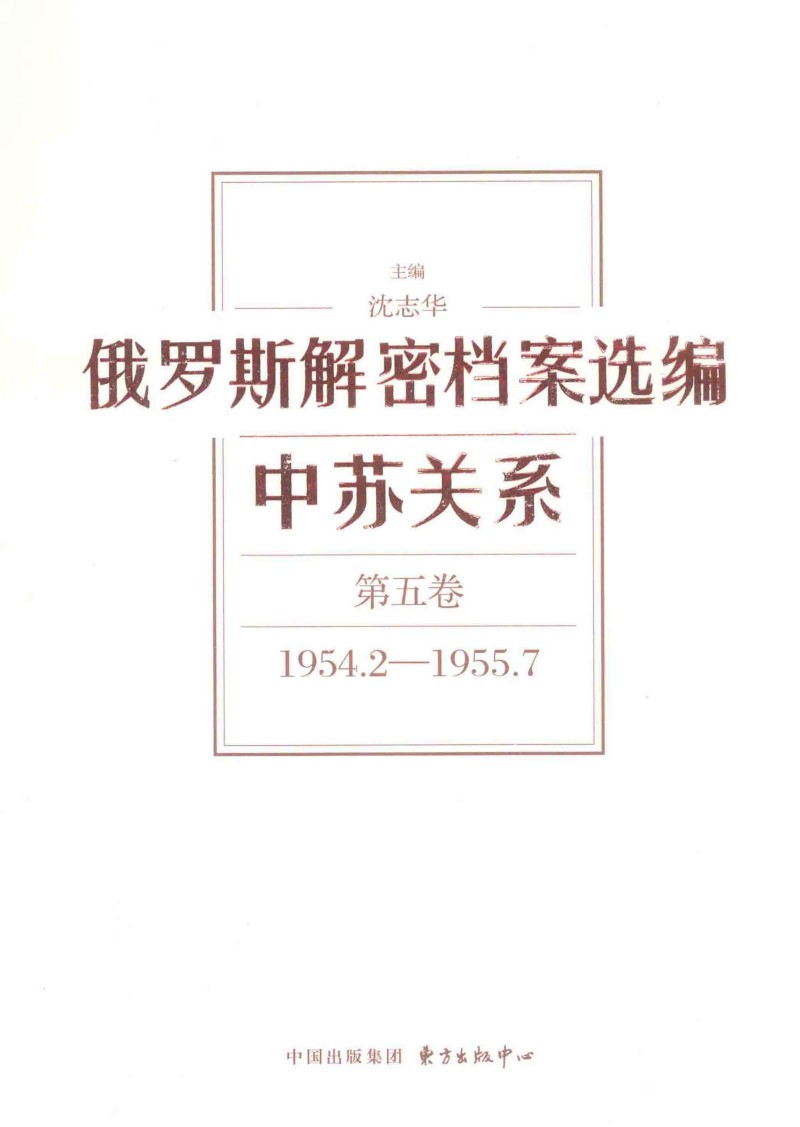 主编
沈志华
俄罗斯解密档案选编
中苏关系
第五卷
1954.2—1955.7
中国出版集团 東方出版中心